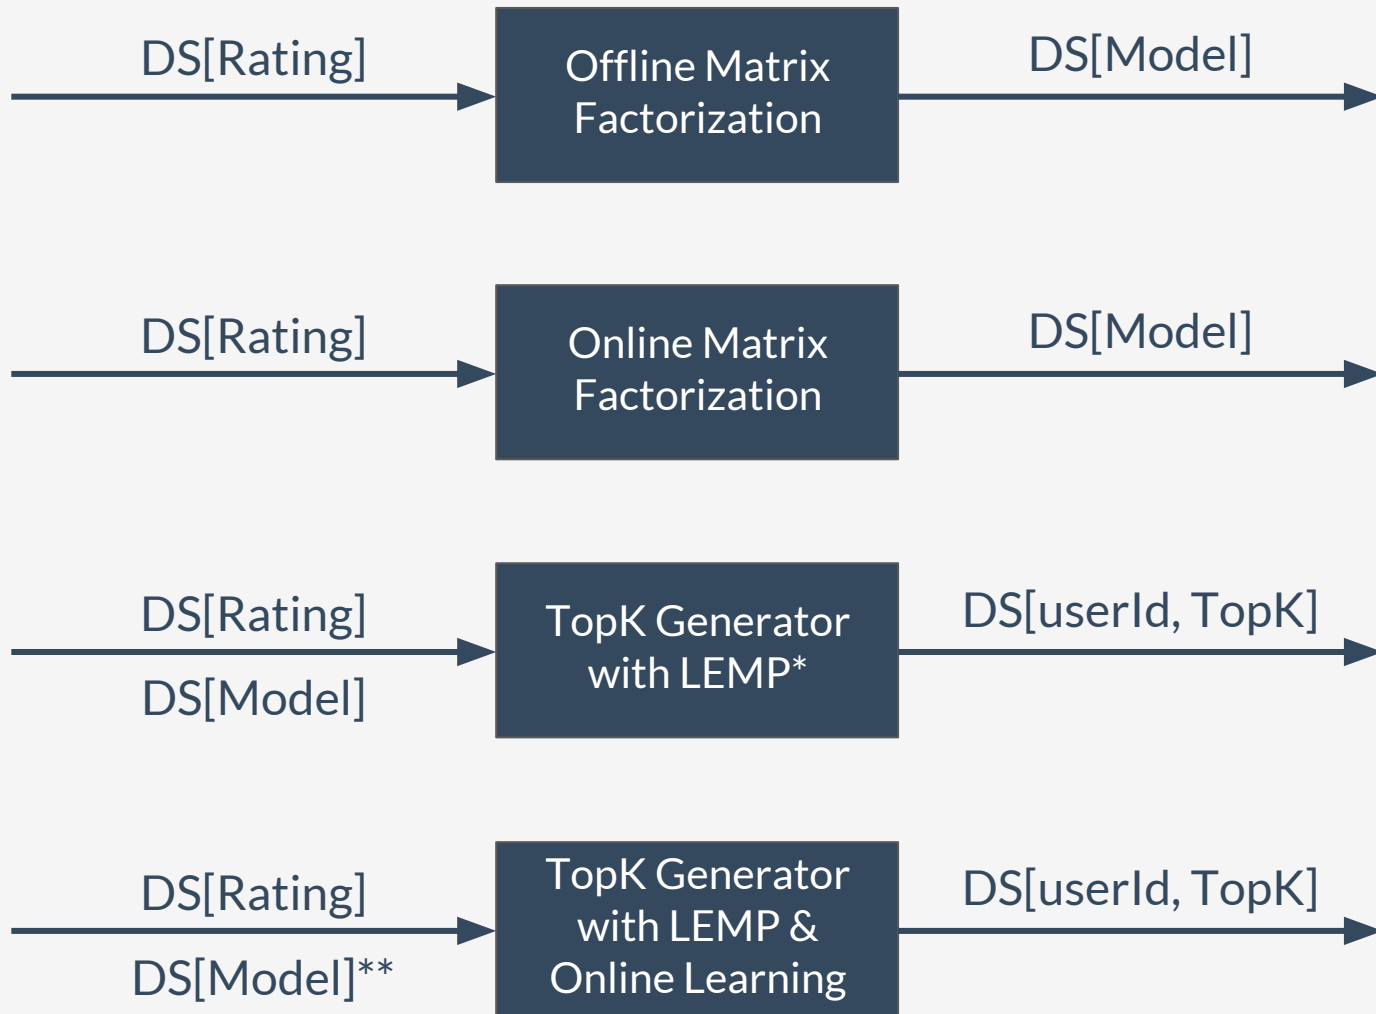 DS[Rating]
Offline Matrix
Factorization
DS[Model]
DS[Rating]
Online Matrix
Factorization
DS[Model]
DS[Rating]
DS[Model]
TopK Generator
with LEMP*
DS[userId, TopK]
DS[Rating]
DS[Model]**
TopK Generator
with LEMP &
Online Learning
DS[userId, TopK]